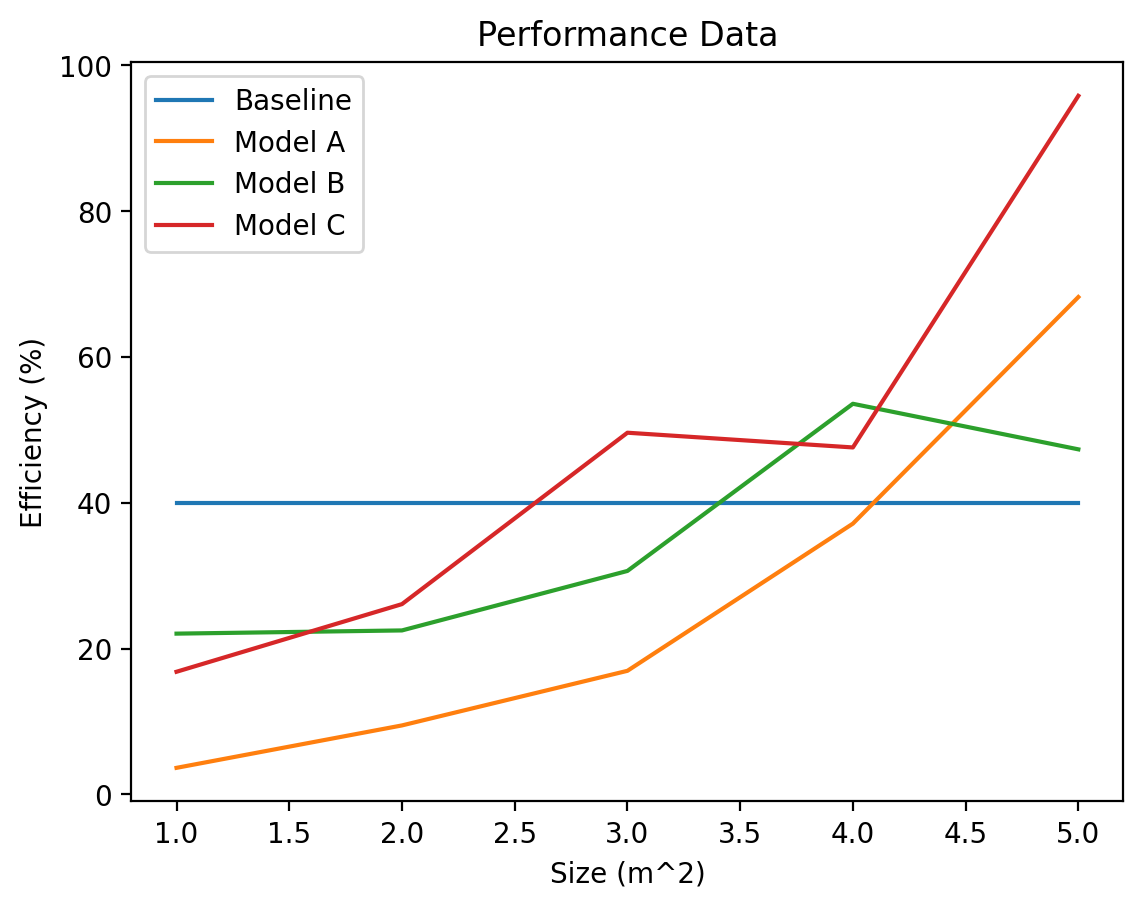 Performance Data
100
80
60
40
20
0
Efficiency (%)
Baseline
Model A
Model B
Model C
1.0 1.5 2.0 2.5 3.0 3.5 4.0 4.5 5.0
Size (m^2)